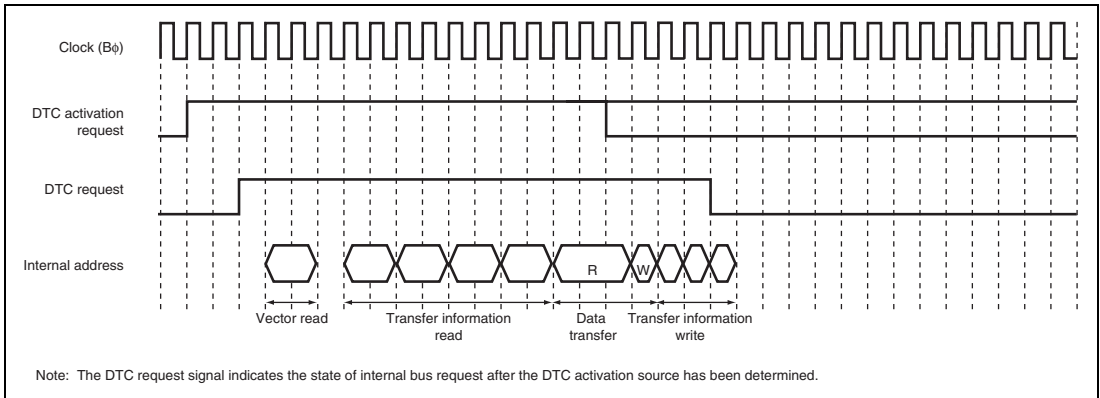 Clock (Bϕ)
DTC activation
request
DTC request
Internal address
R
W
Vector read
Transfer information
read
Data
transfer
Transfer information
write
Note: The DTC request signal indicates the state of internal bus request after the DTC activation source has been determined.